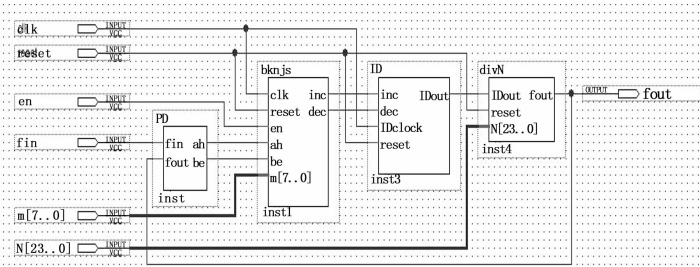 clk INPUT
VCC
reset INPUT
VCC
en INPUT
VCC
fin INPUT
VCC
m[7..0] INPUT
VCC
N[23..0] INPUT
VCC
PD
fin ah
fout be
inst
bknjs
clk inc
reset dec
en
ah
be
m[7..0]
inst1
ID
inc IDout
dec
IDclock
reset
inst3
divN
IDout fout
reset
N[23..0]
inst4
OUTPUT fout